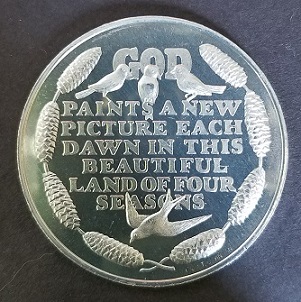 GOD
PAINTS A NEW
PICTURE EACH
DAWN IN THIS
BEAUTIFUL
LAND OF FOUR
SEASONS